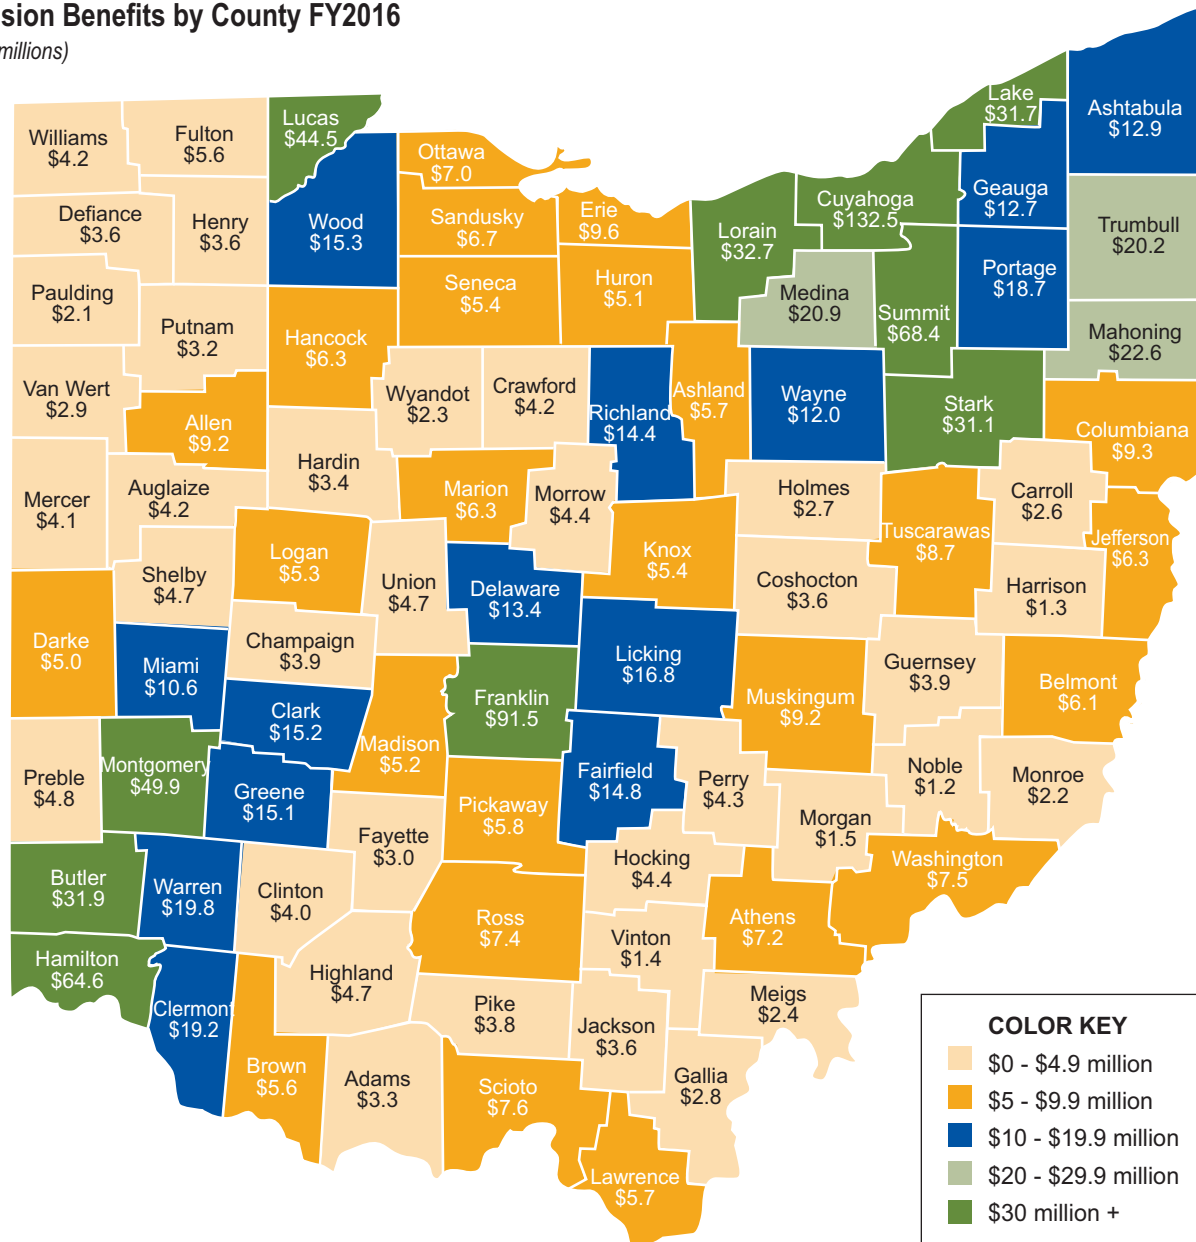 sion Benefits by County FY2016
millions)
Williams
$4.2
Fulton
$5.6
Lucas
$44.5
Ottawa
$7.0
Lake
$31.7
Ashtabula
$12.9
Defiance
$3.6
Henry
$3.6
Wood
$15.3
Sandusky
$6.7
Erie
$9.6
Lorain
$32.7
Cuyahoga
$132.5
Geauga
$12.7
Trumbull
$20.2
Paulding
$2.1
Putnam
$3.2
Hancock
$6.3
Seneca
$5.4
Huron
$5.1
Medina
$20.9
Summit
$68.4
Portage
$18.7
Mahoning
$22.6
Van Wert
$2.9
Allen
$9.2
Wyandot
$2.3
Crawford
$4.2
Richland
$14.4
Ashland
$5.7
Wayne
$12.0
Stark
$31.1
Columbiana
$9.3
Mercer
$4.1
Auglaize
$4.2
Hardin
$3.4
Marion
$6.3
Morrow
$4.4
Holmes
$2.7
Tuscarawas
$8.7
Carroll
$2.6
Jefferson
$6.3
Shelby
$4.7
Logan
$5.3
Union
$4.7
Delaware
$13.4
Knox
$5.4
Coshocton
$3.6
Harrison
$1.3
Darke
$5.0
Miami
$10.6
Champaign
$3.9
Licking
$16.8
Muskingum
$9.2
Guernsey
$3.9
Belmont
$6.1
Clark
$15.2
Madison
$5.2
Franklin
$91.5
Preble
$4.8
Montgomery
$49.9
Greene
$15.1
Fayette
$3.0
Pickaway
$5.8
Fairfield
$14.8
Perry
$4.3
Morgan
$1.5
Noble
$1.2
Monroe
$2.2
Butler
$31.9
Warren
$19.8
Clinton
$4.0
Ross
$7.4
Hocking
$4.4
Athens
$7.2
Washington
$7.5
Hamilton
$64.6
Clermont
$19.2
Highland
$4.7
Pike
$3.8
Vinton
$1.4
Jackson
$3.6
Meigs
$2.4
Brown
$5.6
Adams
$3.3
Scioto
$7.6
Gallia
$2.8
Lawrence
$5.7
COLOR KEY
$0 - $4.9 million
$5 - $9.9 million
$10 - $19.9 million
$20 - $29.9 million
$30 million +